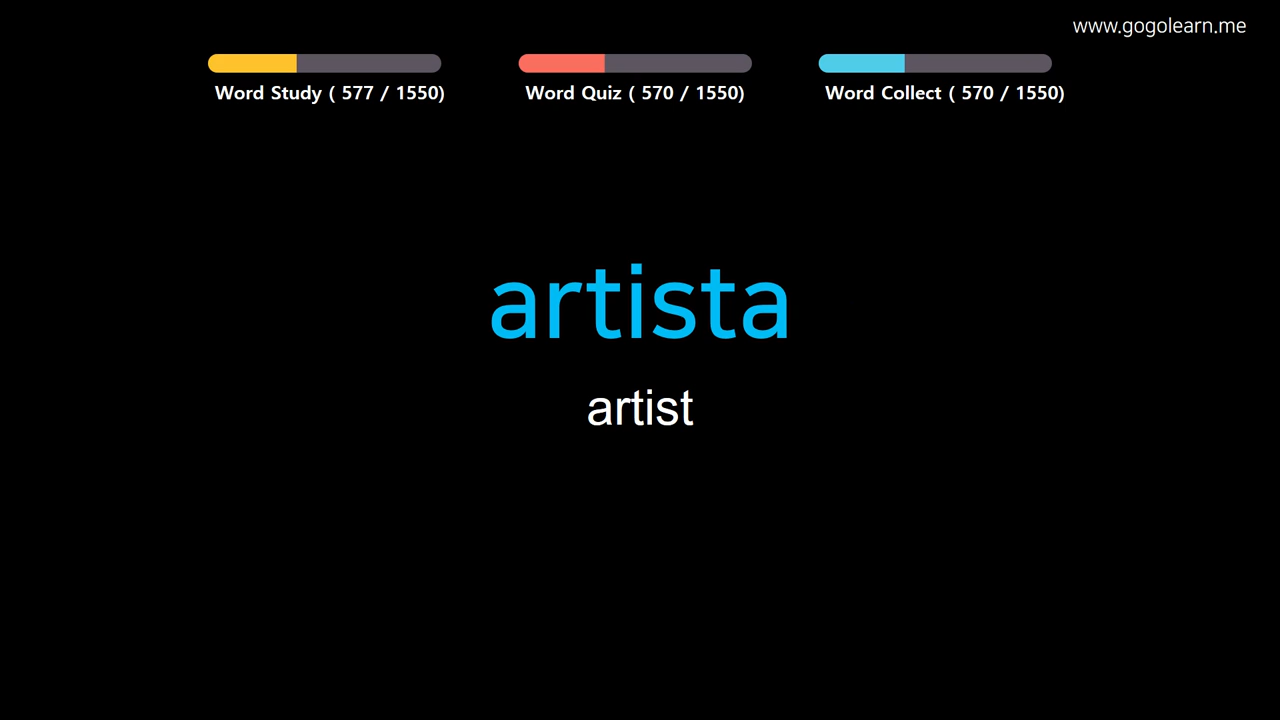 www.gogolearn.me
Word Study ( 577 / 1550)
Word Quiz ( 570 / 1550)
Word Collect ( 570 / 1550)
artista
artist